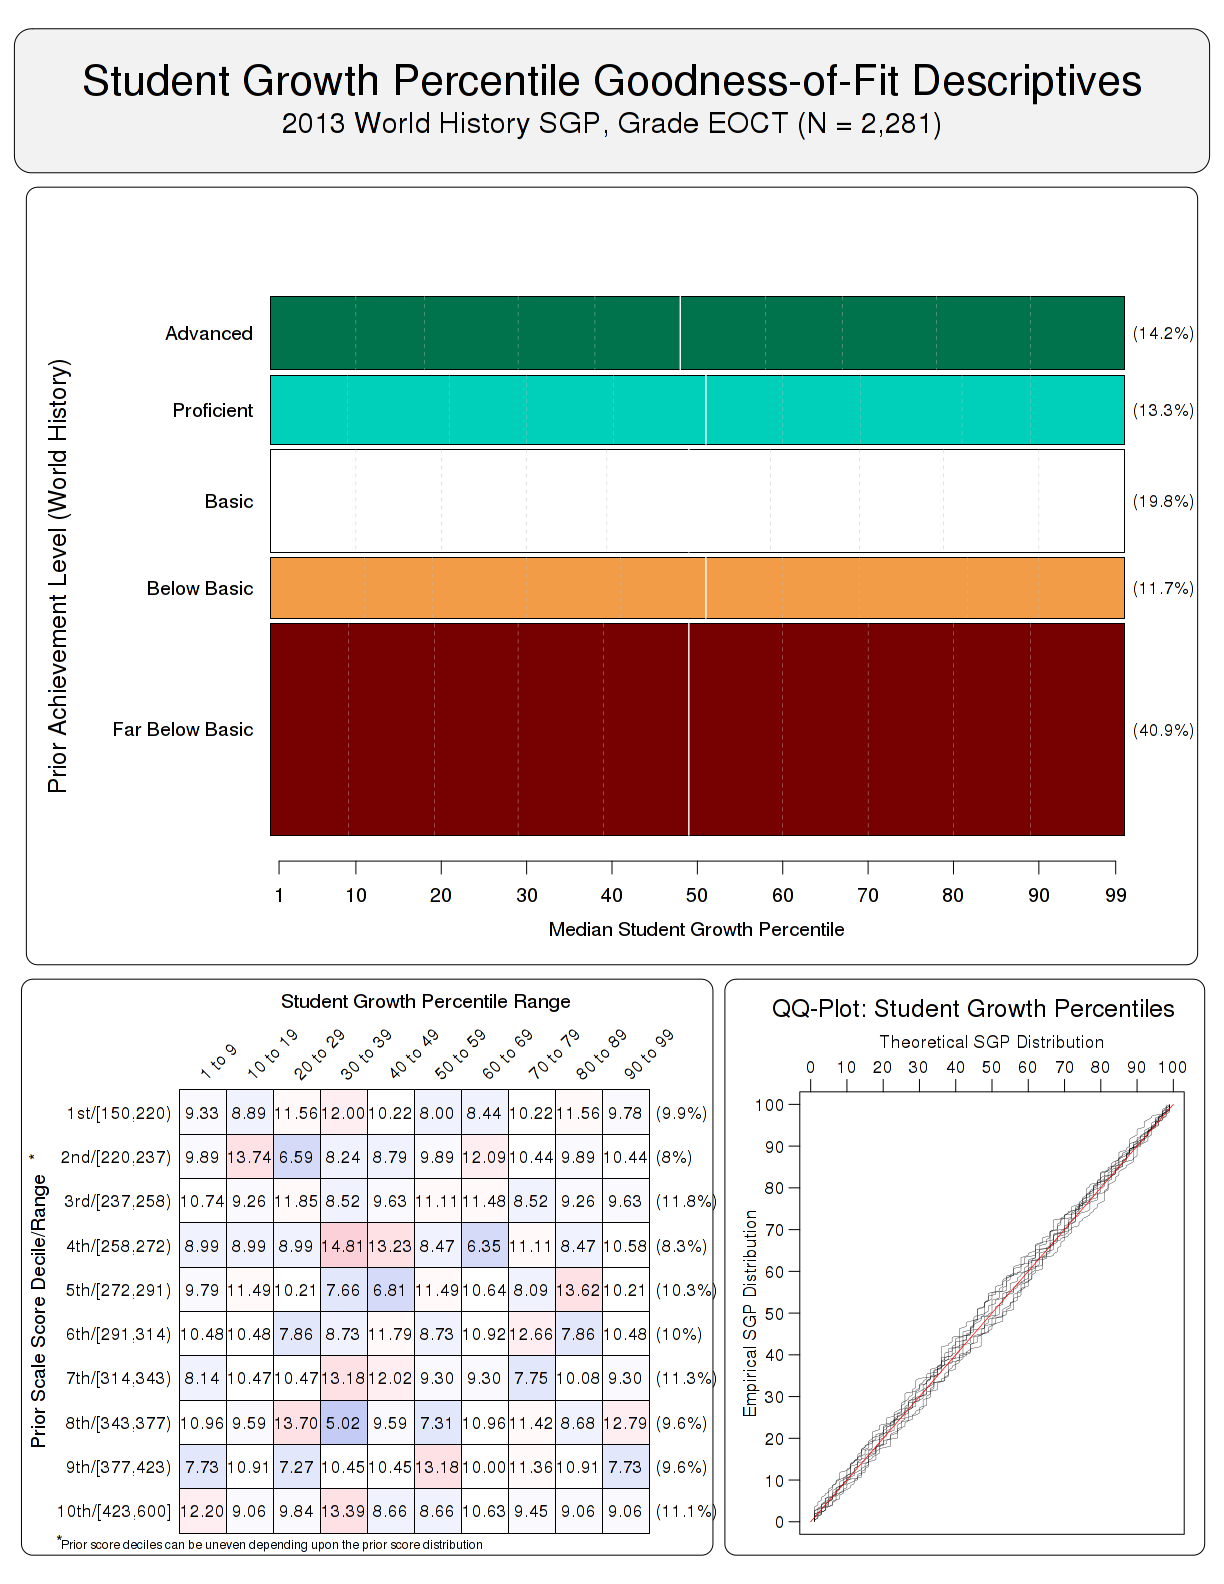 Student Growth Percentile Goodness-of-Fit Descriptives
2013 World History SGP, Grade EOCT (N = 2,281)
Prior Achievement Level (World History)
Advanced (14.2%)
Proficient (13.3%)
Basic (19.8%)
Below Basic (11.7%)
Far Below Basic (40.9%)
1 10 20 30 40 50 60 70 80 90 99
Median Student Growth Percentile
Student Growth Percentile Range
1 to 9 10 to 19 20 to 29 30 to 39 40 to 49 50 to 59 60 to 69 70 to 79 80 to 89 90 to 99
Prior Scale Score Decile/Range *
1st/[150,220) 9.33 8.89 11.56 12.00 10.22 8.00 8.44 10.22 11.56 9.78 (9.9%)
2nd/[220,237) 9.89 13.74 6.59 8.24 8.79 9.89 12.09 10.44 9.89 10.44 (8%)
3rd/[237,258) 10.74 9.26 11.85 8.52 9.63 11.11 11.48 8.52 9.26 9.63 (11.8%)
4th/[258,272) 8.99 8.99 8.99 14.81 13.23 8.47 6.35 11.11 8.47 10.58 (8.3%)
5th/[272,291) 9.79 11.49 10.21 7.66 6.81 11.49 10.64 8.09 13.62 10.21 (10.3%)
6th/[291,314) 10.48 10.48 7.86 8.73 11.79 8.73 10.92 12.66 7.86 10.48 (10%)
7th/[314,343) 8.14 10.47 10.47 13.18 12.02 9.30 9.30 7.75 10.08 9.30 (11.3%)
8th/[343,377) 10.96 9.59 13.70 5.02 9.59 7.31 10.96 11.42 8.68 12.79 (9.6%)
9th/[377,423) 7.73 10.91 7.27 10.45 10.45 13.18 10.00 11.36 10.91 7.73 (9.6%)
10th/[423,600] 12.20 9.06 9.84 13.39 8.66 8.66 10.63 9.45 9.06 9.06 (11.1%)
*Prior score deciles can be uneven depending upon the prior score distribution
QQ-Plot: Student Growth Percentiles
Theoretical SGP Distribution
0 10 20 30 40 50 60 70 80 90 100
Empirical SGP Distribution
100
90
80
70
60
50
40
30
20
10
0